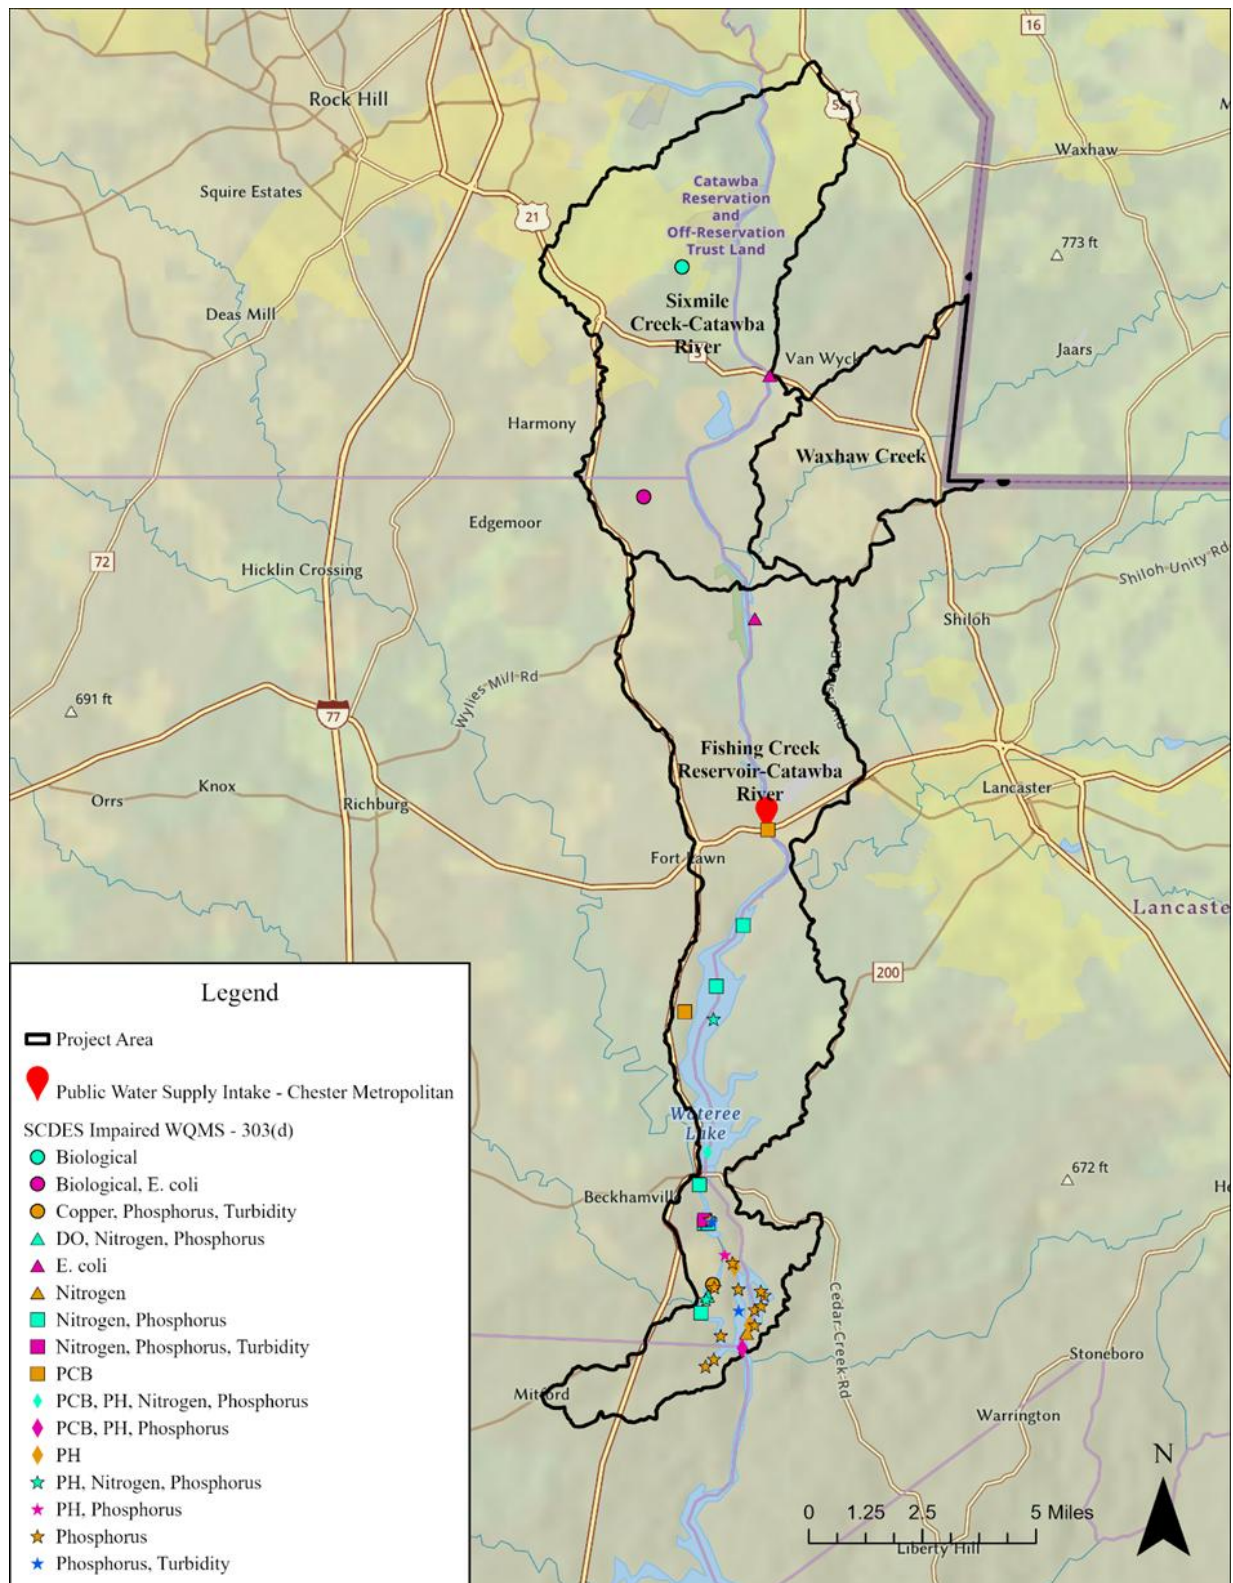 16
Rock Hill
521
Waxhaw
Squire Estates
Catawba
Reservation
and
Off-Reservation
Trust Land
21
773 ft
Sixmile
Creek-Catawba
River
Deas Mill
5
Van Wyck
Jaars
Harmony
Waxhaw Creek
Edgemoor
72
Hicklin Crossing
Shiloh Unity Rd
Shiloh
Wylies Mill Rd
691 ft
77
Fishing Creek
Reservoir-Catawba
River
Knox
Orrs
Richburg
Lancaster
Fort Lawn
Lancaste
200
Wateree
Lake
672 ft
Beckhamville
He
Cedar Creek Rd
Stoneboro
Mitford
Warrington
N
0 1.25 2.5 5 Miles
Liberty Hill
Legend
Project Area
Public Water Supply Intake - Chester Metropolitan
SCDES Impaired WQMS - 303(d)
Biological
Biological, E. coli
Copper, Phosphorus, Turbidity
DO, Nitrogen, Phosphorus
E. coli
Nitrogen
Nitrogen, Phosphorus
Nitrogen, Phosphorus, Turbidity
PCB
PCB, PH, Nitrogen, Phosphorus
PCB, PH, Phosphorus
PH
PH, Nitrogen, Phosphorus
PH, Phosphorus
Phosphorus
Phosphorus, Turbidity